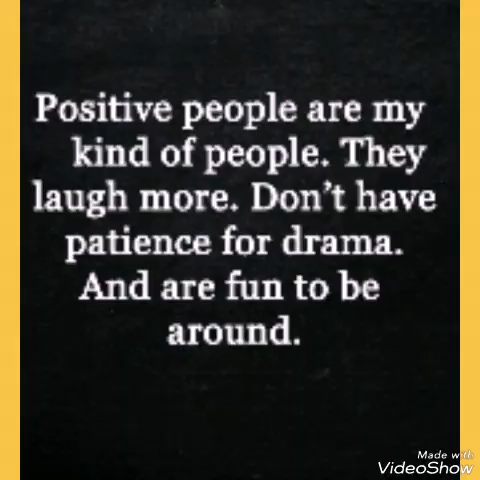 Positive people are my
kind of people. They
laugh more. Don't have
patience for drama.
And are fun to be
around.
Made with
VideoShow